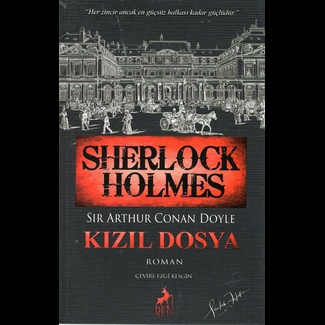 "Her zincir ancak en güçsüz halkası kadar güçlüdür."
SHERLOCK
HOLMES
SIR ARTHUR CONAN DOYLE
KIZIL DOSYA
ROMAN
ÇEVİRİ: EZGİ KESGİN
REN